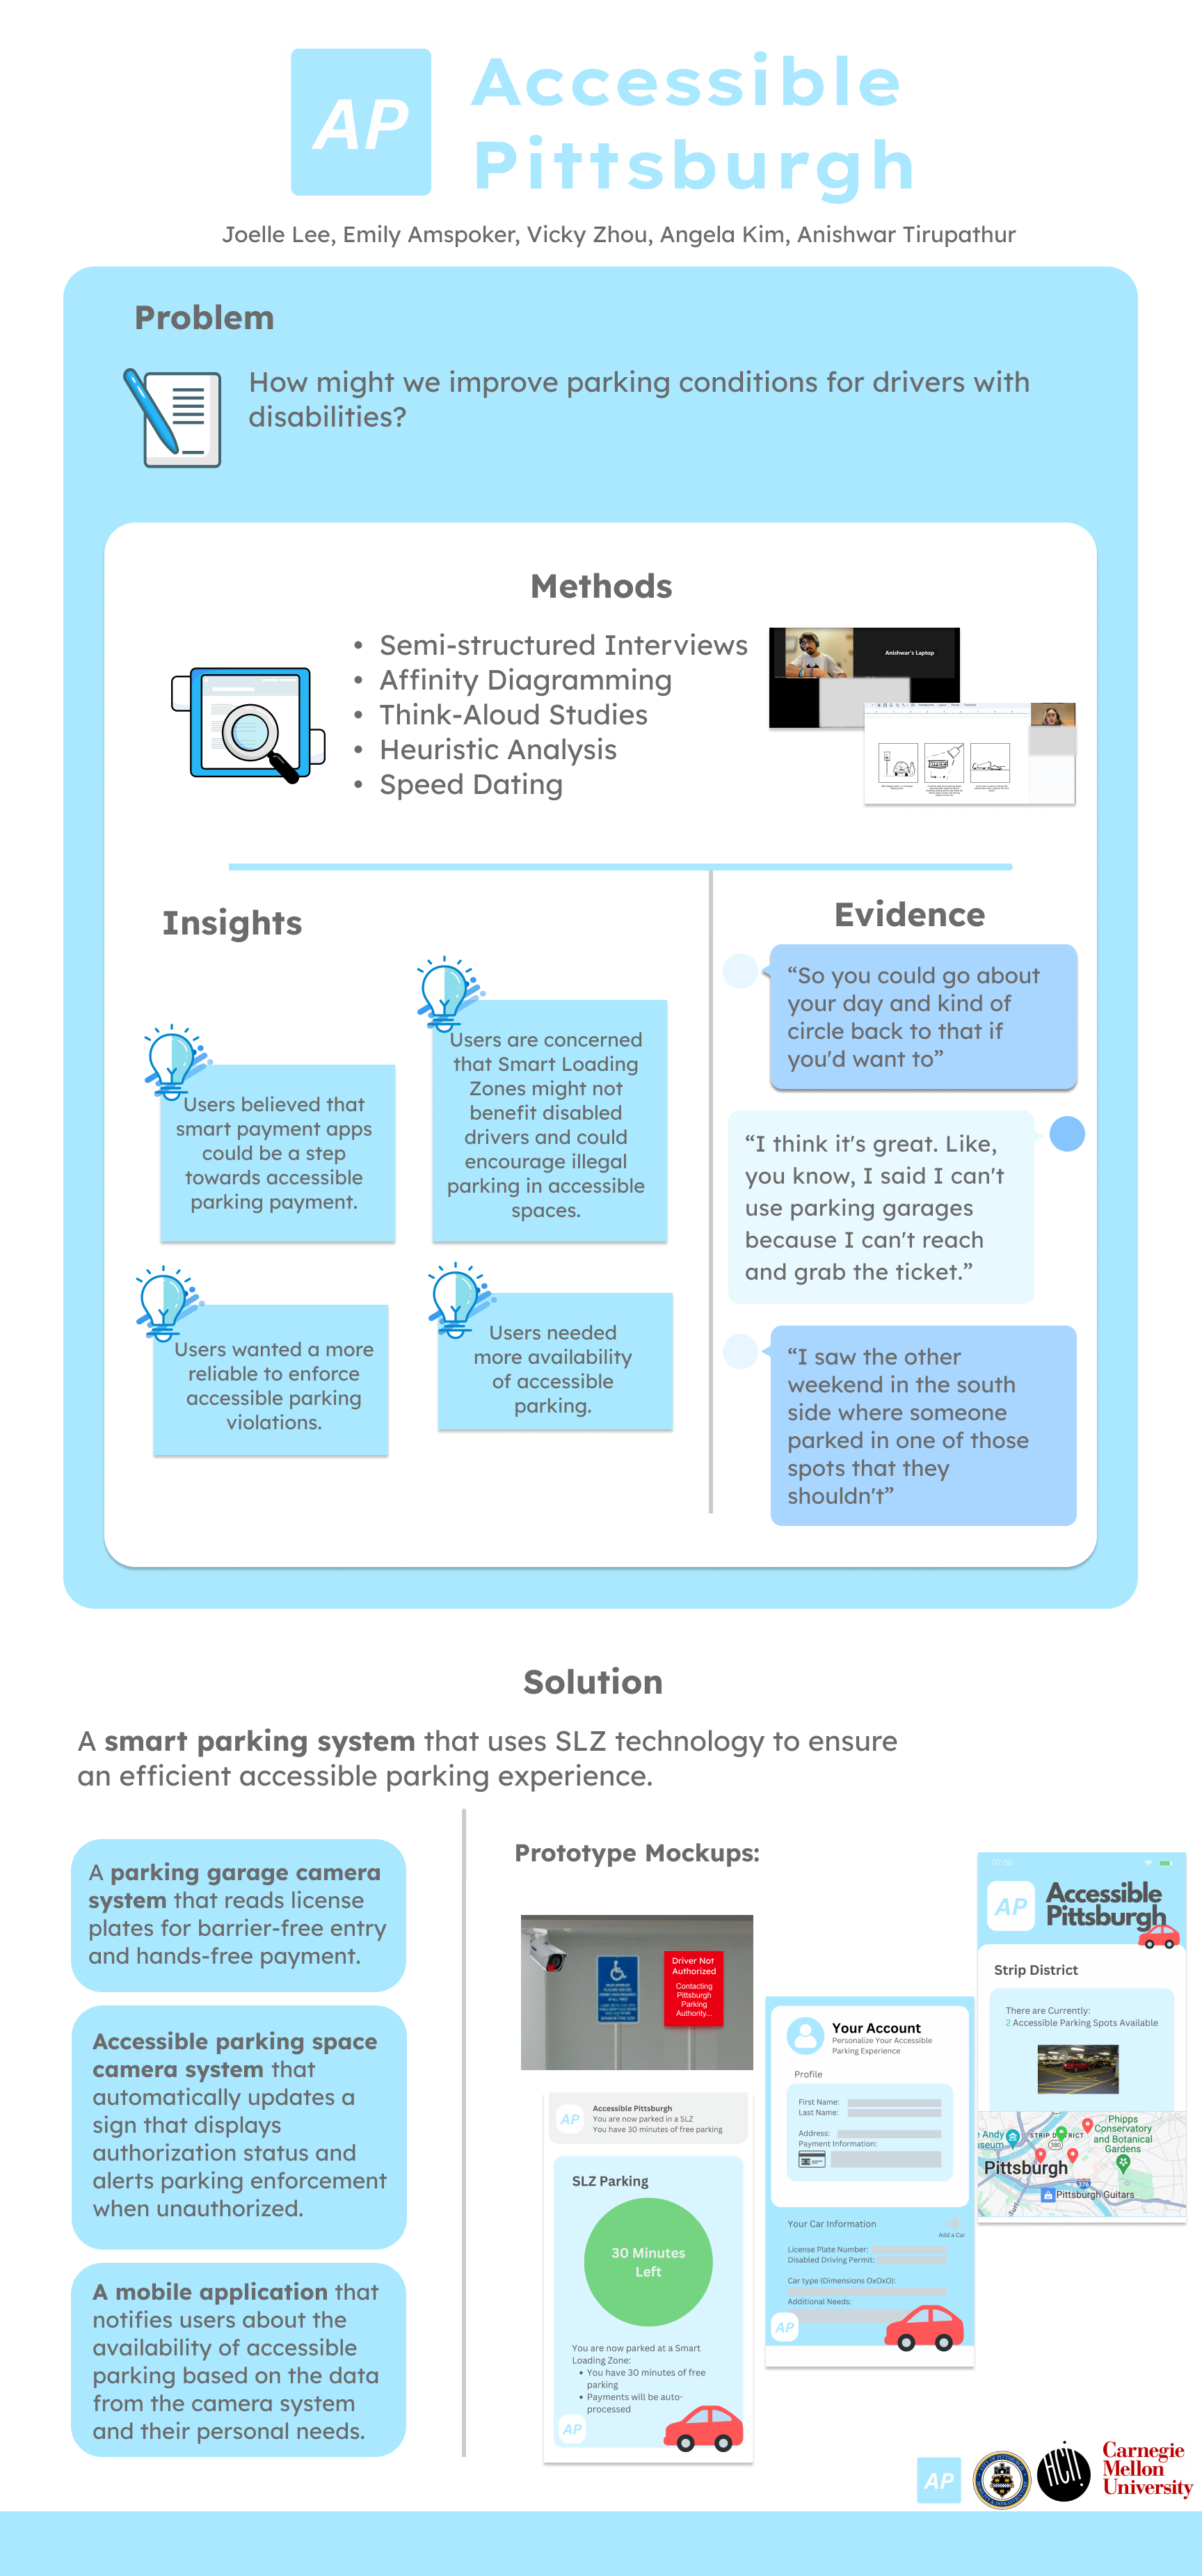 AP
Accessible
Pittsburgh
Joelle Lee, Emily Amspoker, Vicky Zhou, Angela Kim, Anishwar Tirupathur
Problem
How might we improve parking conditions for drivers with
disabilities?
Methods
• Semi-structured Interviews
• Affinity Diagramming
• Think-Aloud Studies
• Heuristic Analysis
• Speed Dating
Anishwar's Laptop
Insights
Users believed that
smart payment apps
could be a step
towards accessible
parking payment.
Users are concerned
that Smart Loading
Zones might not
benefit disabled
drivers and could
encourage illegal
parking in accessible
spaces.
Users wanted a more
reliable to enforce
accessible parking
violations.
Users needed
more availability
of accessible
parking.
Evidence
“So you could go about
your day and kind of
circle back to that if
you'd want to”
“I think it's great. Like,
you know, I said I can't
use parking garages
because I can't reach
and grab the ticket.”
“I saw the other
weekend in the south
side where someone
parked in one of those
spots that they
shouldn't”
Solution
A smart parking system that uses SLZ technology to ensure
an efficient accessible parking experience.
A parking garage camera
system that reads license
plates for barrier-free entry
and hands-free payment.
Accessible parking space
camera system that
automatically updates a
sign that displays
authorization status and
alerts parking enforcement
when unauthorized.
A mobile application that
notifies users about the
availability of accessible
parking based on the data
from the camera system
and their personal needs.
Prototype Mockups:
Driver Not
Authorized
Contacting
Pittsburgh
Parking
Authority...
AP
Accessible Pittsburgh
You are now parked in a SLZ
You have 30 minutes of free parking
SLZ Parking
30 Minutes
Left
You are now parked at a Smart
Loading Zone:
• You have 30 minutes of free
parking
• Payments will be auto-
processed
AP
Your Account
Personalize Your Accessible
Parking Experience
Profile
First Name:
Last Name:
Address:
Payment Information:
Your Car Information
Add a Car
License Plate Number:
Disabled Driving Permit:
Car type (Dimensions OxOxO):
Additional Needs:
AP
07:00
AP
Accessible
Pittsburgh
Strip District
There are Currently:
2 Accessible Parking Spots Available
Phipps
Conservatory
and Botanical
Gardens
Andy
STRIP
380
Pittsburgh
376
Pittsburgh Guitars
AP
HCII
Carnegie
Mellon
University